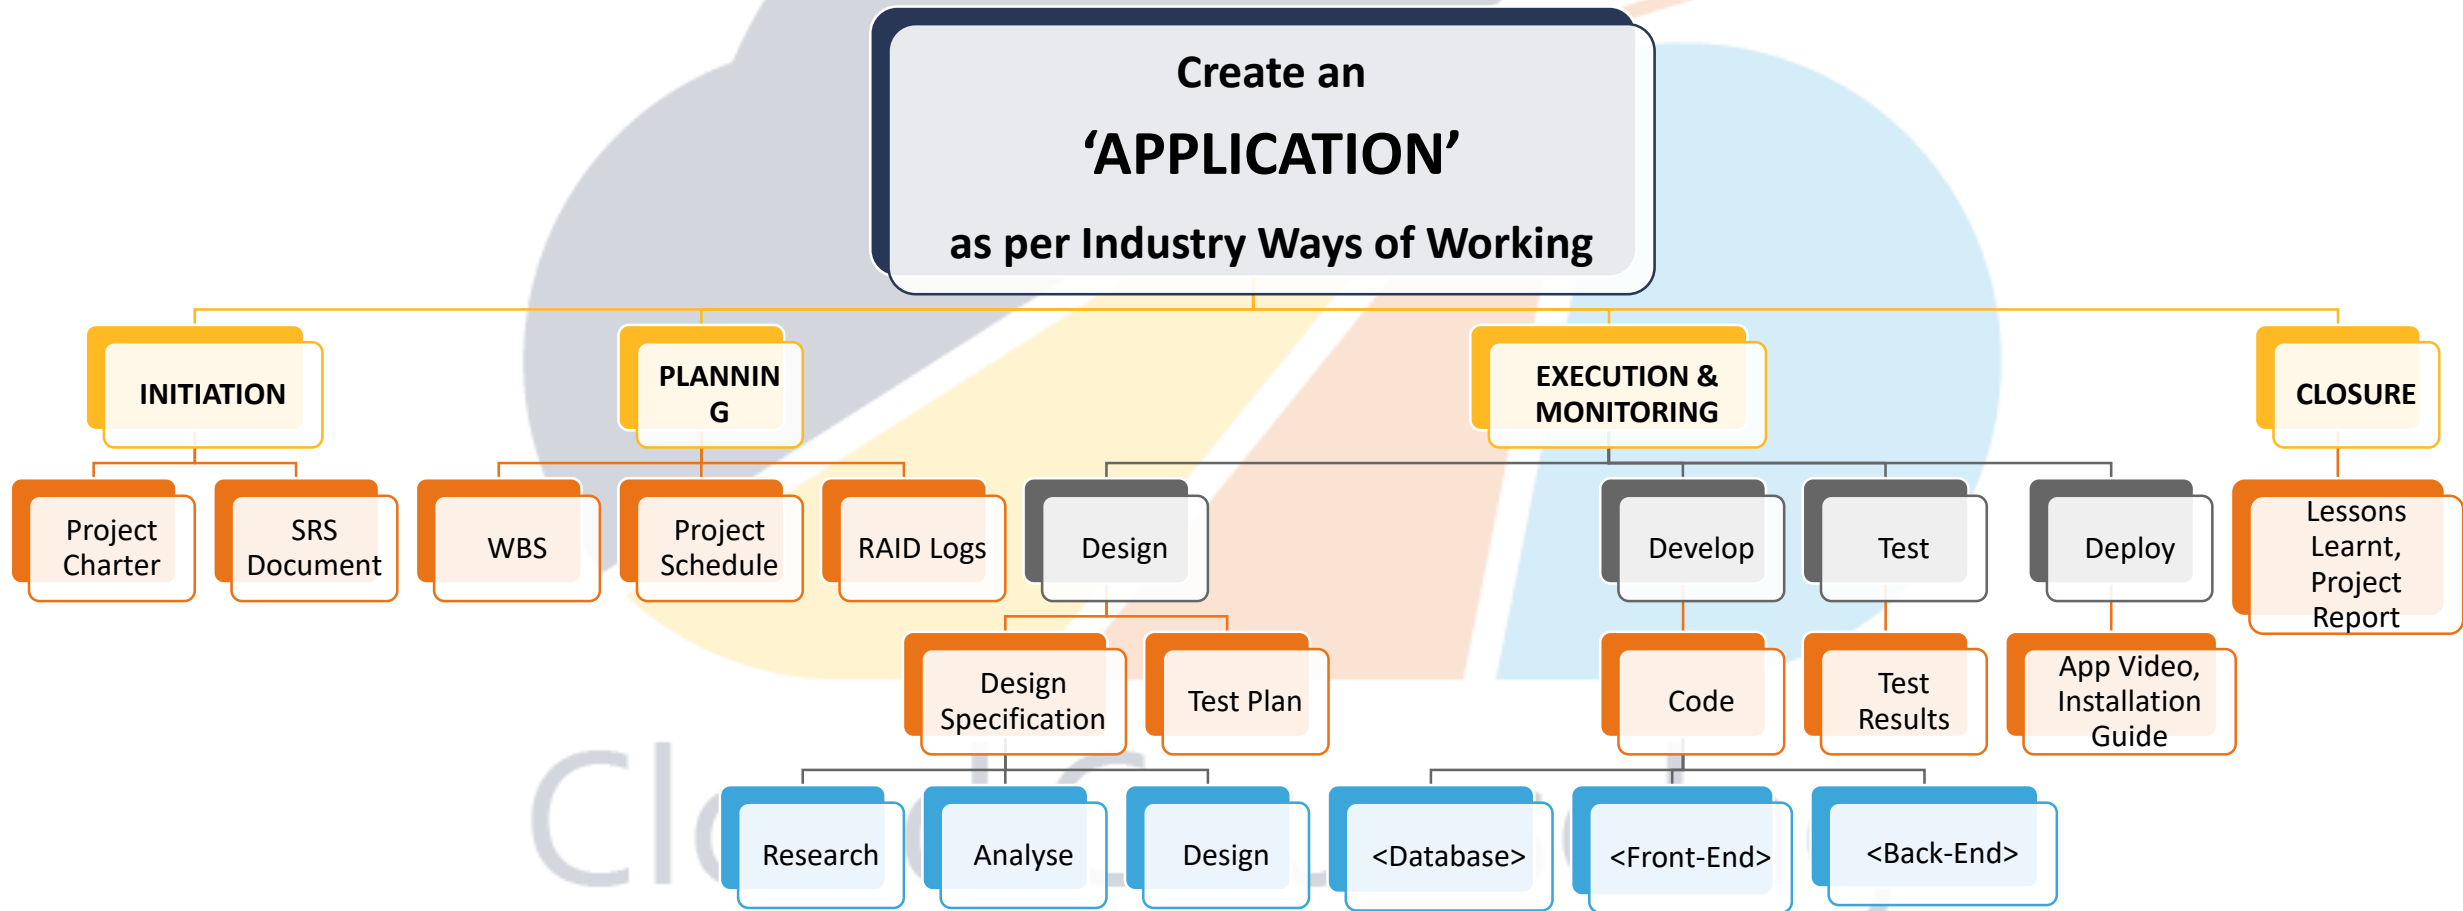 Create an
‘APPLICATION’
as per Industry Ways of Working
INITIATION
PLANNIN
G
EXECUTION &
MONITORING
CLOSURE
Project
Charter
SRS
Document
WBS
Project
Schedule
RAID Logs
Design
Develop
Test
Deploy
Lessons
Learnt,
Project
Report
Design
Specification
Test Plan
Code
Test
Results
App Video,
Installation
Guide
Research
Analyse
Design
<Database>
<Front-End>
<Back-End>